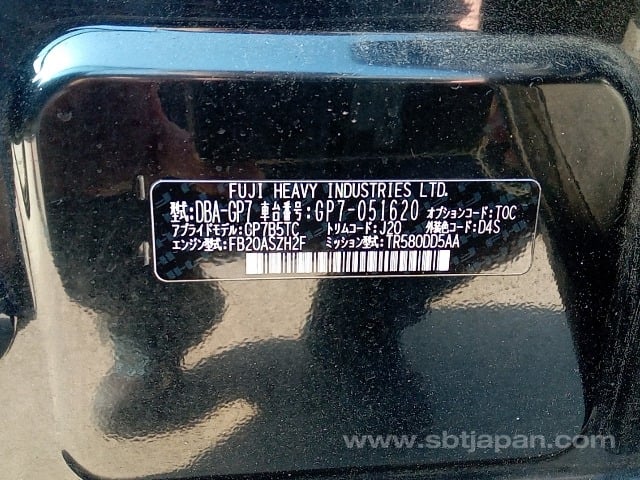 FUJI HEAVY INDUSTRIES LTD.
型式:DBA-GP7 車台番号:GP7-051620 オプションコード:TOC
アプライドモデル:GP7B5TC トリムコード:J20 外装色コード:D4S
エンジン型式:FB20ASZH2F ミッション型式:TR580DD5AA
www.sbtjapan.com